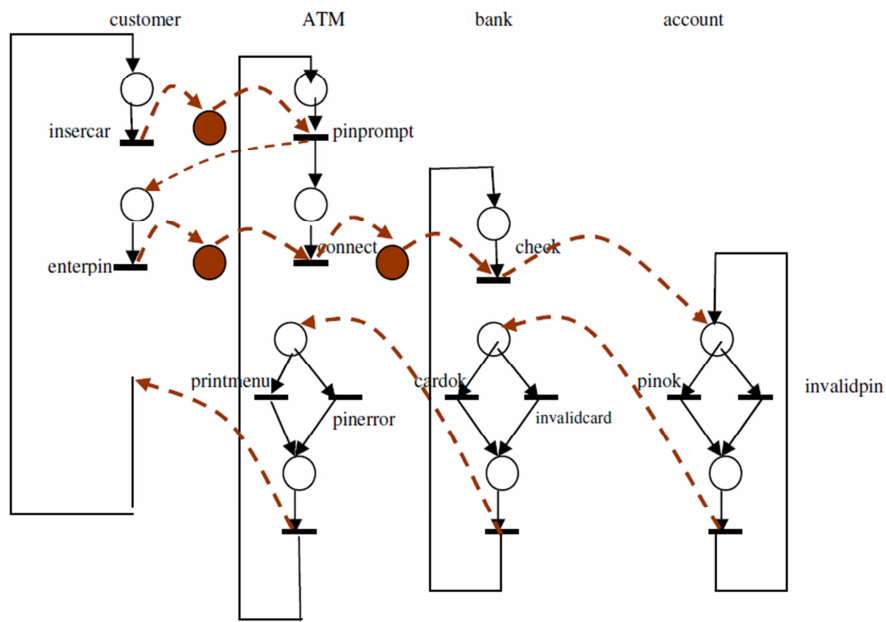 customer ATM bank account
insercar pinprompt
enterpin connect check
printmenu cardok pinok invalidpin
pinerror invalidcard